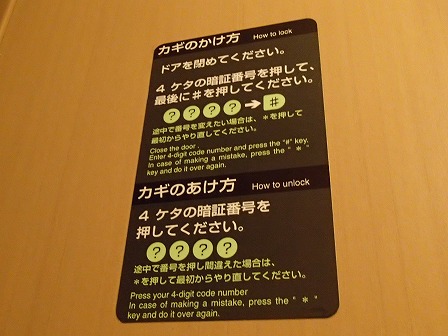 カギのかけ方 How to lock
ドアを閉めてください。
4 ケタの暗証番号を押して、
最後に♯を押してください。
? ? ? ? ➔ ♯
途中で番号を変えたい場合は、＊を押して
最初からやり直してください。
Close the door
Enter 4-digit code number and press the "#" key.
In case of making a mistake, press the " ＊ "
key and do it over again.
カギのあけ方 How to unlock
4 ケタの暗証番号を
押してください。
? ? ? ?
途中で番号を押し間違えた場合は、
＊を押して最初からやり直してください。
Press your 4-digit code number
In case of making a mistake, press the " ＊ "
key and do it over again.